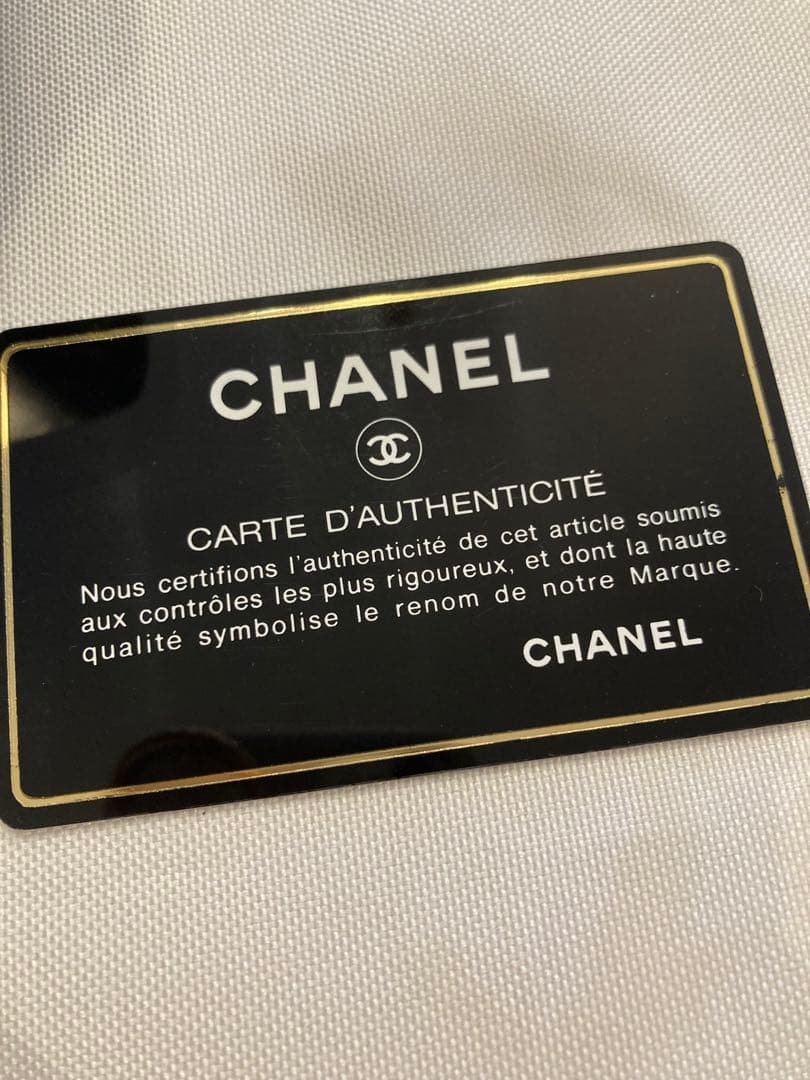 CHANEL
CARTE D'AUTHENTICITÉ
Nous certifions l'authenticité de cet article soumis
aux contrôles les plus rigoureux, et dont la haute
qualité symbolise le renom de notre Marque.
CHANEL